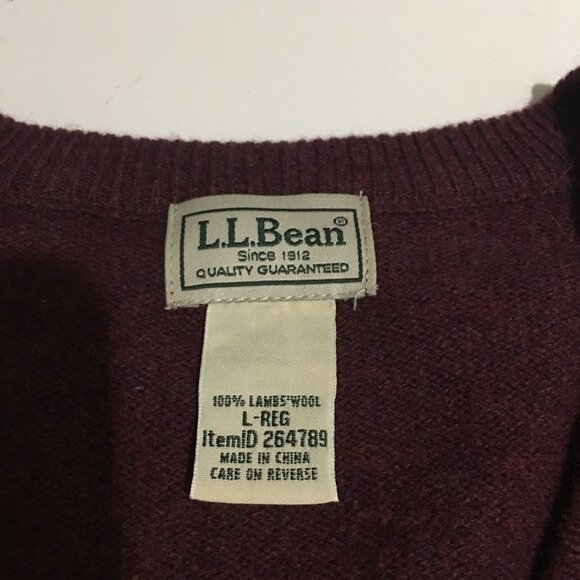 L.L.Bean®
Since 1912
QUALITY GUARANTEED
100% LAMBS'WOOL
L-REG
ItemID 264789
MADE IN CHINA
CARE ON REVERSE